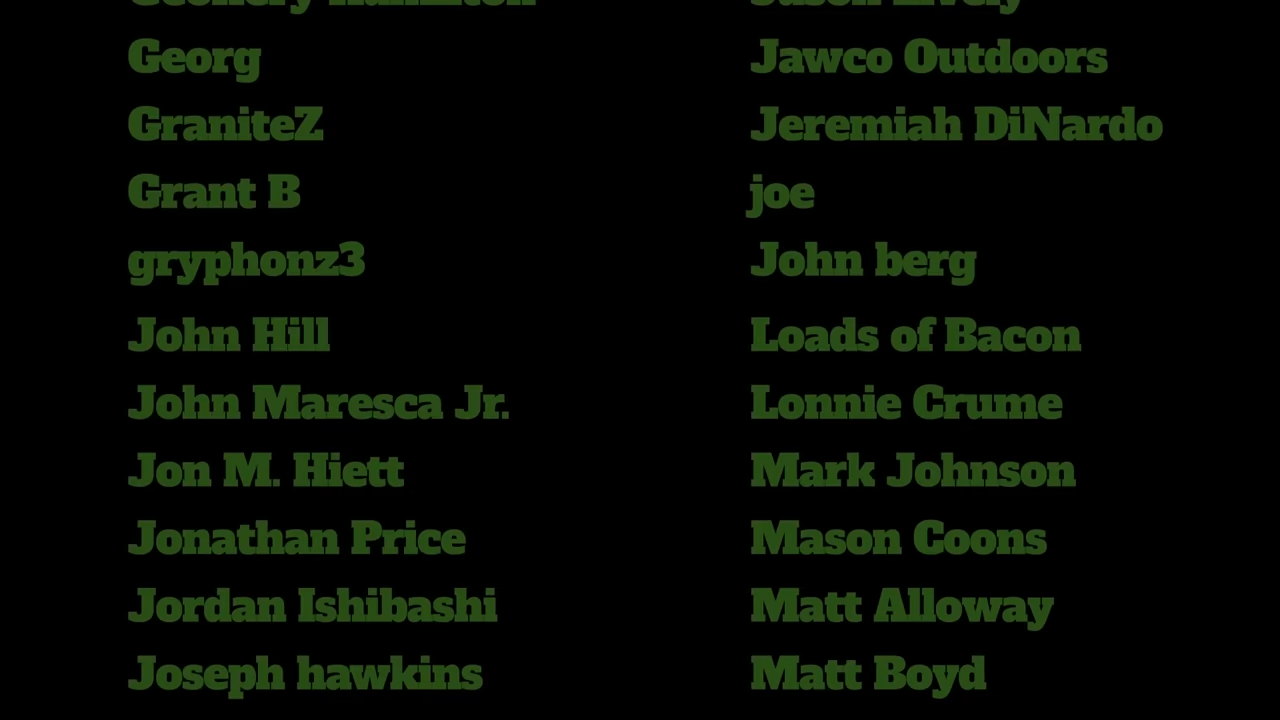 Georg
GraniteZ
Grant B
gryphonz3
John Hill
John Maresca Jr.
Jon M. Hiett
Jonathan Price
Jordan Ishibashi
Joseph hawkins
Jawco Outdoors
Jeremiah DiNardo
joe
John berg
Loads of Bacon
Lonnie Crume
Mark Johnson
Mason Coons
Matt Alloway
Matt Boyd